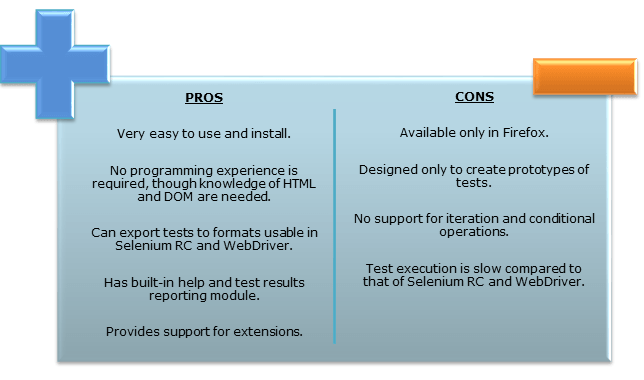 PROS
Very easy to use and install.
No programming experience is
required, though knowledge of HTML
and DOM are needed.
Can export tests to formats usable in
Selenium RC and WebDriver.
Has built-in help and test results
reporting module.
Provides support for extensions.
CONS
Available only in Firefox.
Designed only to create prototypes of
tests.
No support for iteration and conditional
operations.
Test execution is slow compared to
that of Selenium RC and WebDriver.